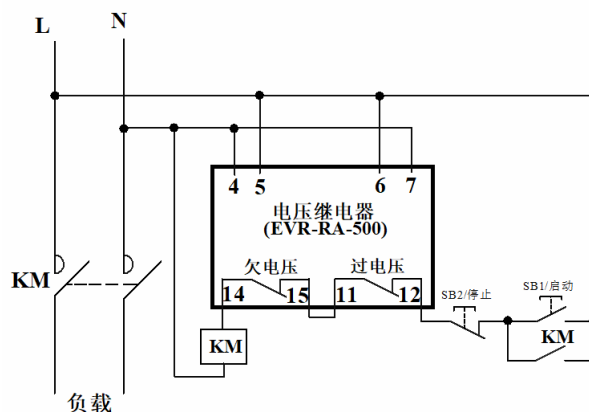 L N
4 5 6 7
电压继电器
(EVR-RA-500)
KM
欠电压 过电压
14 15 11 12
SB2/停止
SB1/启动
KM
KM
负载